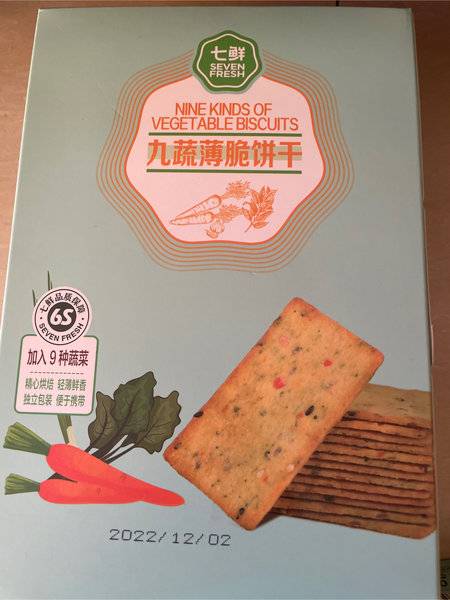 七鲜
SEVEN
FRESH
NINE KINDS OF
VEGETABLE BISCUITS
九蔬薄脆饼干
七鲜品质保障
6S
SEVEN FRESH
加入 9 种蔬菜
精心烘焙 轻薄鲜香
独立包装 便于携带
2022/12/02